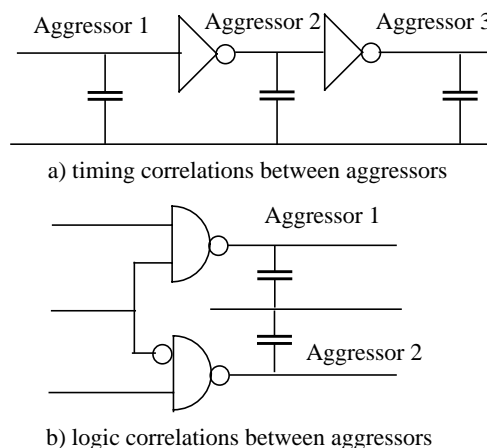 Aggressor 1 Aggressor 2 Aggressor 3
a) timing correlations between aggressors
Aggressor 1
Aggressor 2
b) logic correlations between aggressors